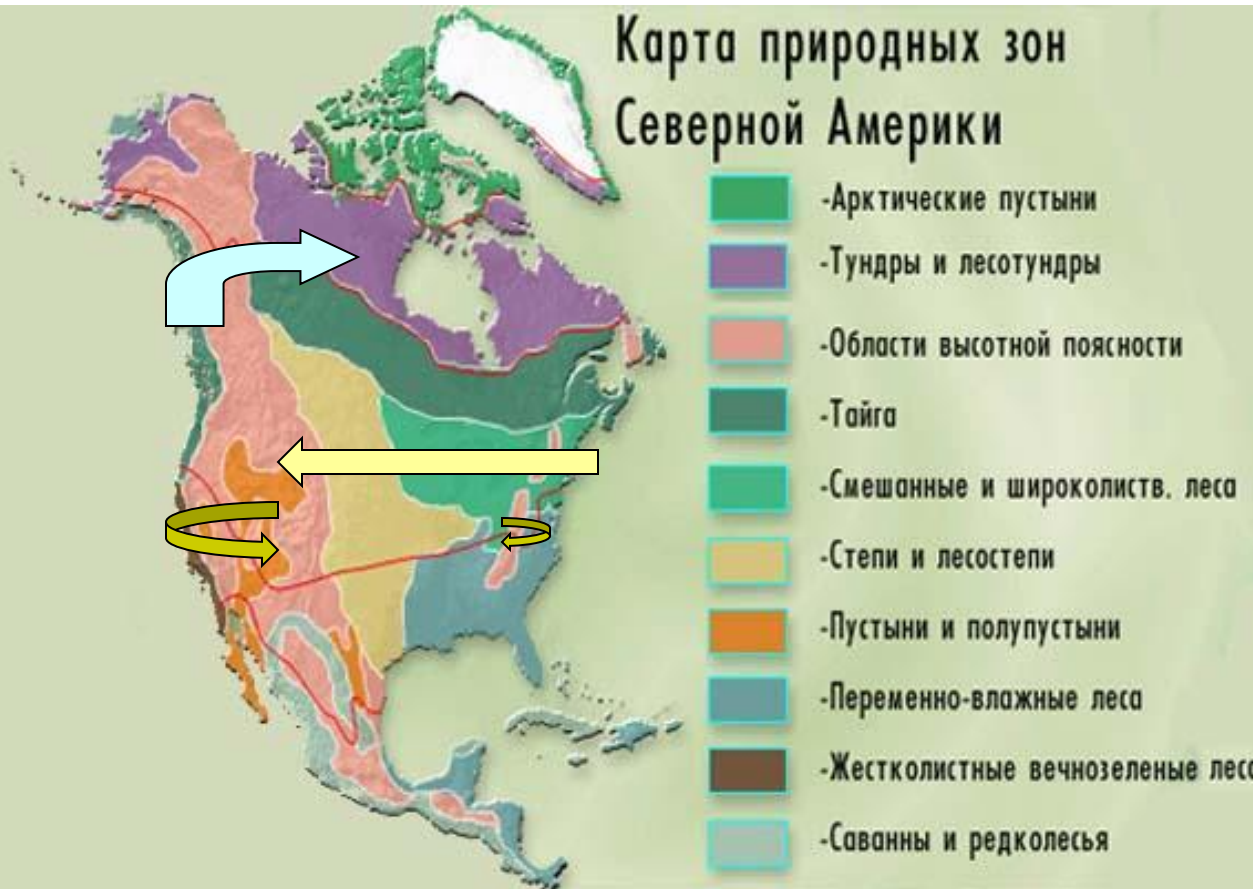 Карта природных зон
Северной Америки
-Арктические пустыни
-Тундры и лесотундры
-Области высотной поясности
-Тайга
-Смешанные и широколиств. леса
-Степи и лесостепи
-Пустыни и полупустыни
-Переменно-влажные леса
-Жестколистные вечнозеленые лес
-Саванны и редколесья